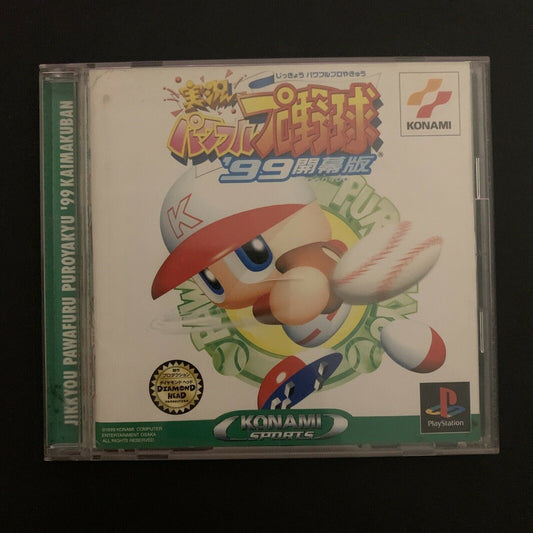 JIKKYOU PAWAFURU PUROYAKYU '99 KAIMAKUBAN
じっきょう パワフルプロやきゅう
実況
パワフルプロ野球
'99開幕版
KONAMI
K
DIAMOND
HEAD
©1999 KONAMI COMPUTER
ENTERTAINMENT OSAKA
ALL RIGHTS RESERVED.
KONAMI
SPORTS
PlayStation